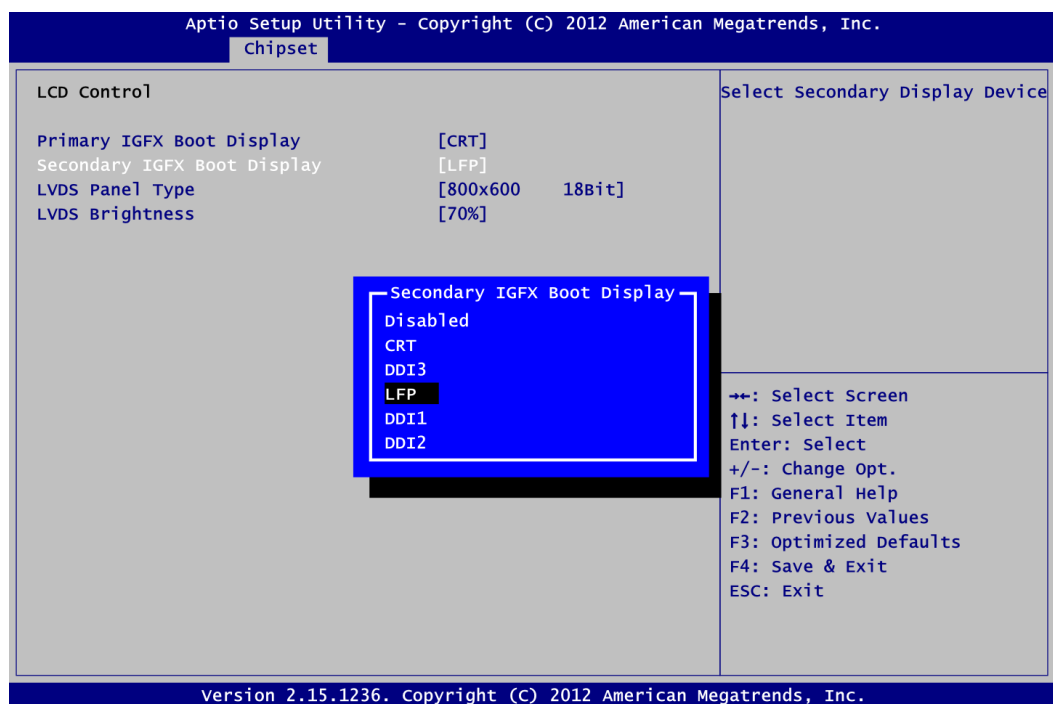 Aptio Setup Utility - Copyright (C) 2012 American Megatrends, Inc.
Chipset
LCD Control
Primary IGFX Boot Display [CRT]
Secondary IGFX Boot Display [LFP]
LVDS Panel Type [800x600 18Bit]
LVDS Brightness [70%]
Secondary IGFX Boot Display
Disabled
CRT
DDI3
LFP
DDI1
DDI2
Select Secondary Display Device
→←: Select Screen
↑↓: Select Item
Enter: Select
+/-: Change Opt.
F1: General Help
F2: Previous Values
F3: Optimized Defaults
F4: Save & Exit
ESC: Exit
Version 2.15.1236. Copyright (C) 2012 American Megatrends, Inc.